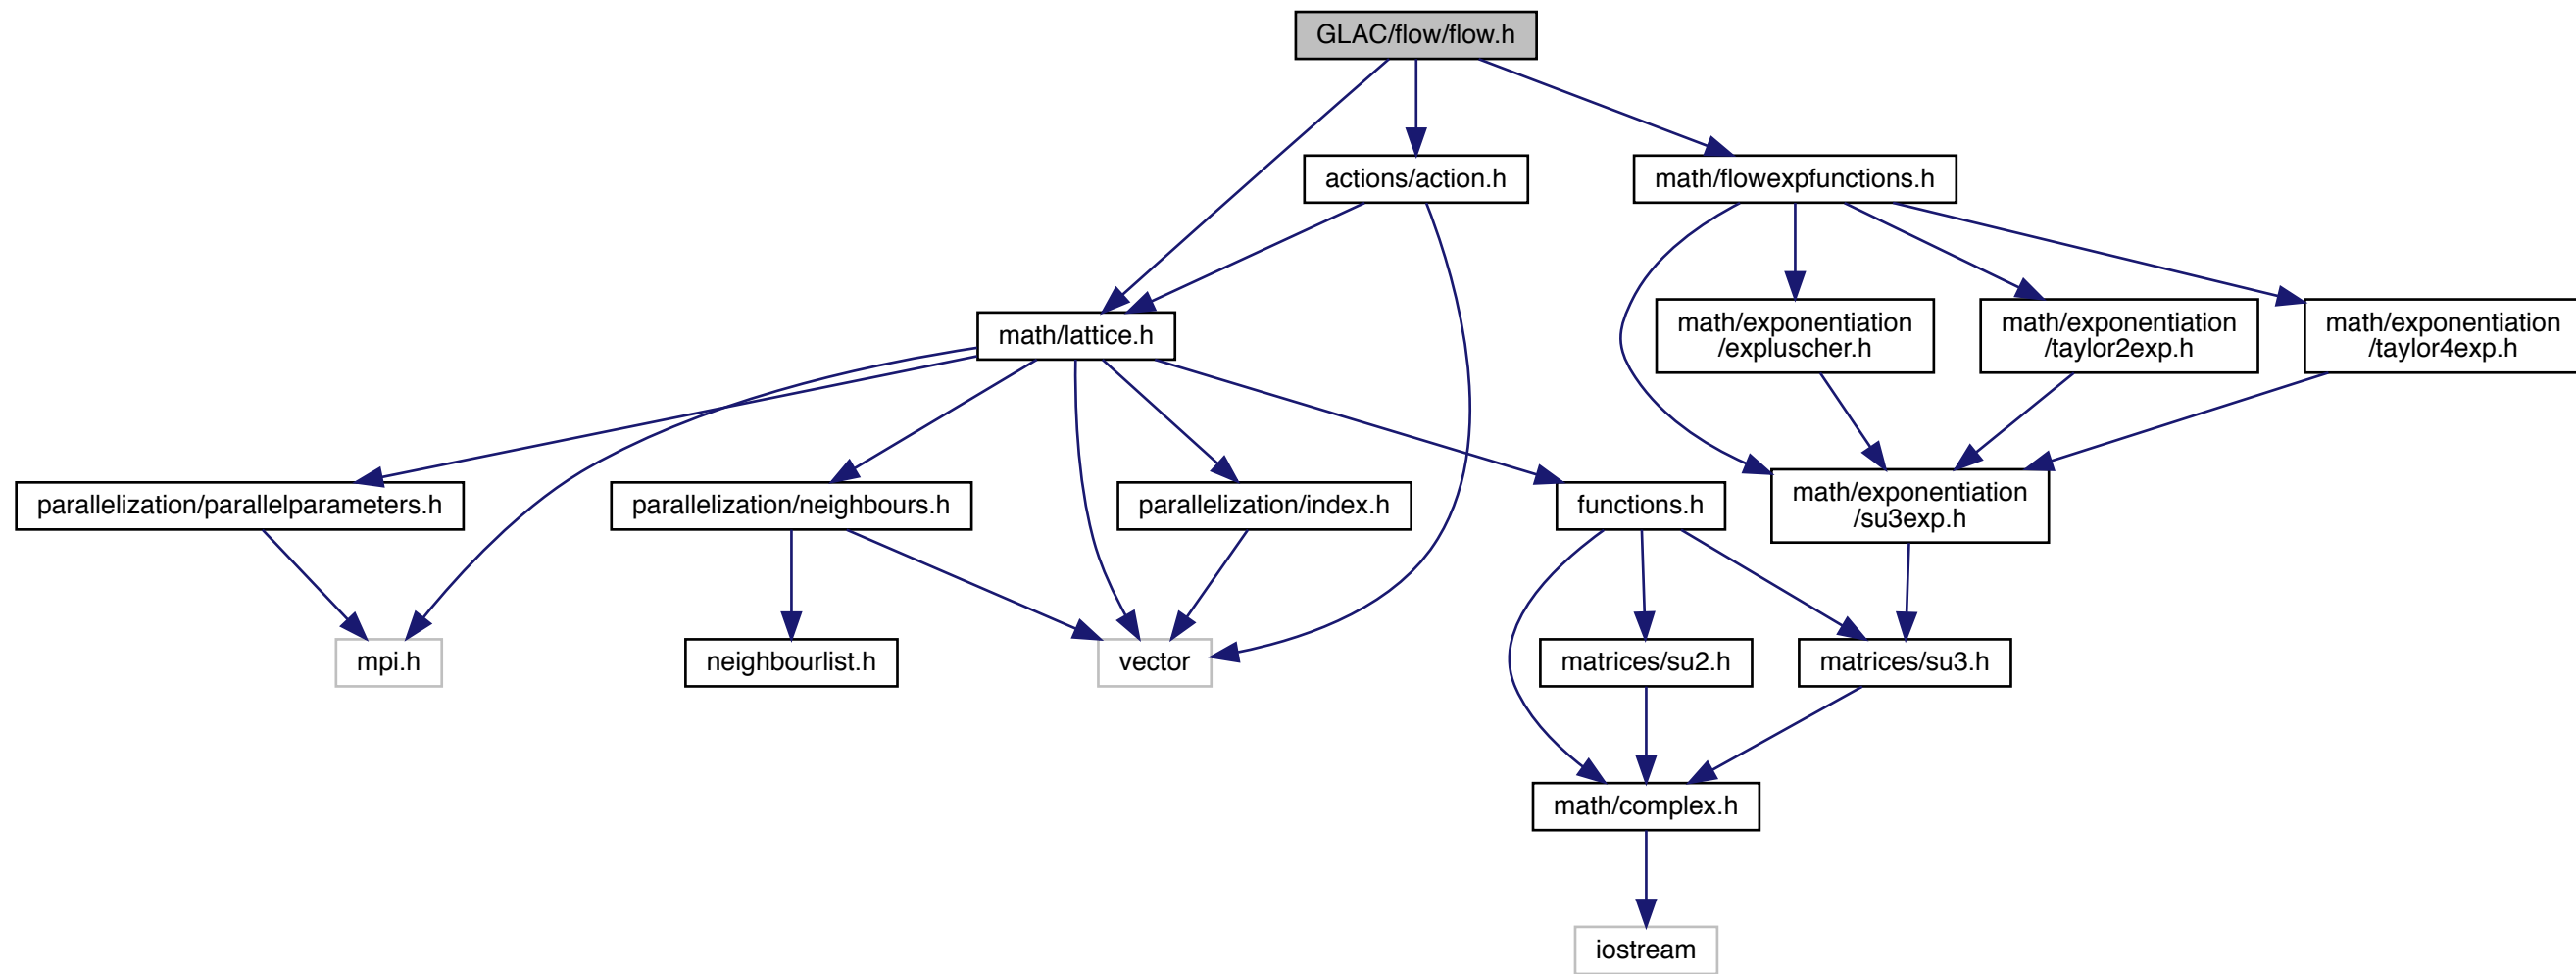 GLAC/flow/flow.h
actions/action.h
math/flowexpfunctions.h
math/lattice.h
math/exponentiation
/expluscher.h
math/exponentiation
/taylor2exp.h
math/exponentiation
/taylor4exp.h
parallelization/parallelparameters.h
parallelization/neighbours.h
parallelization/index.h
functions.h
math/exponentiation
/su3exp.h
mpi.h
neighbourlist.h
vector
matrices/su2.h
matrices/su3.h
math/complex.h
iostream